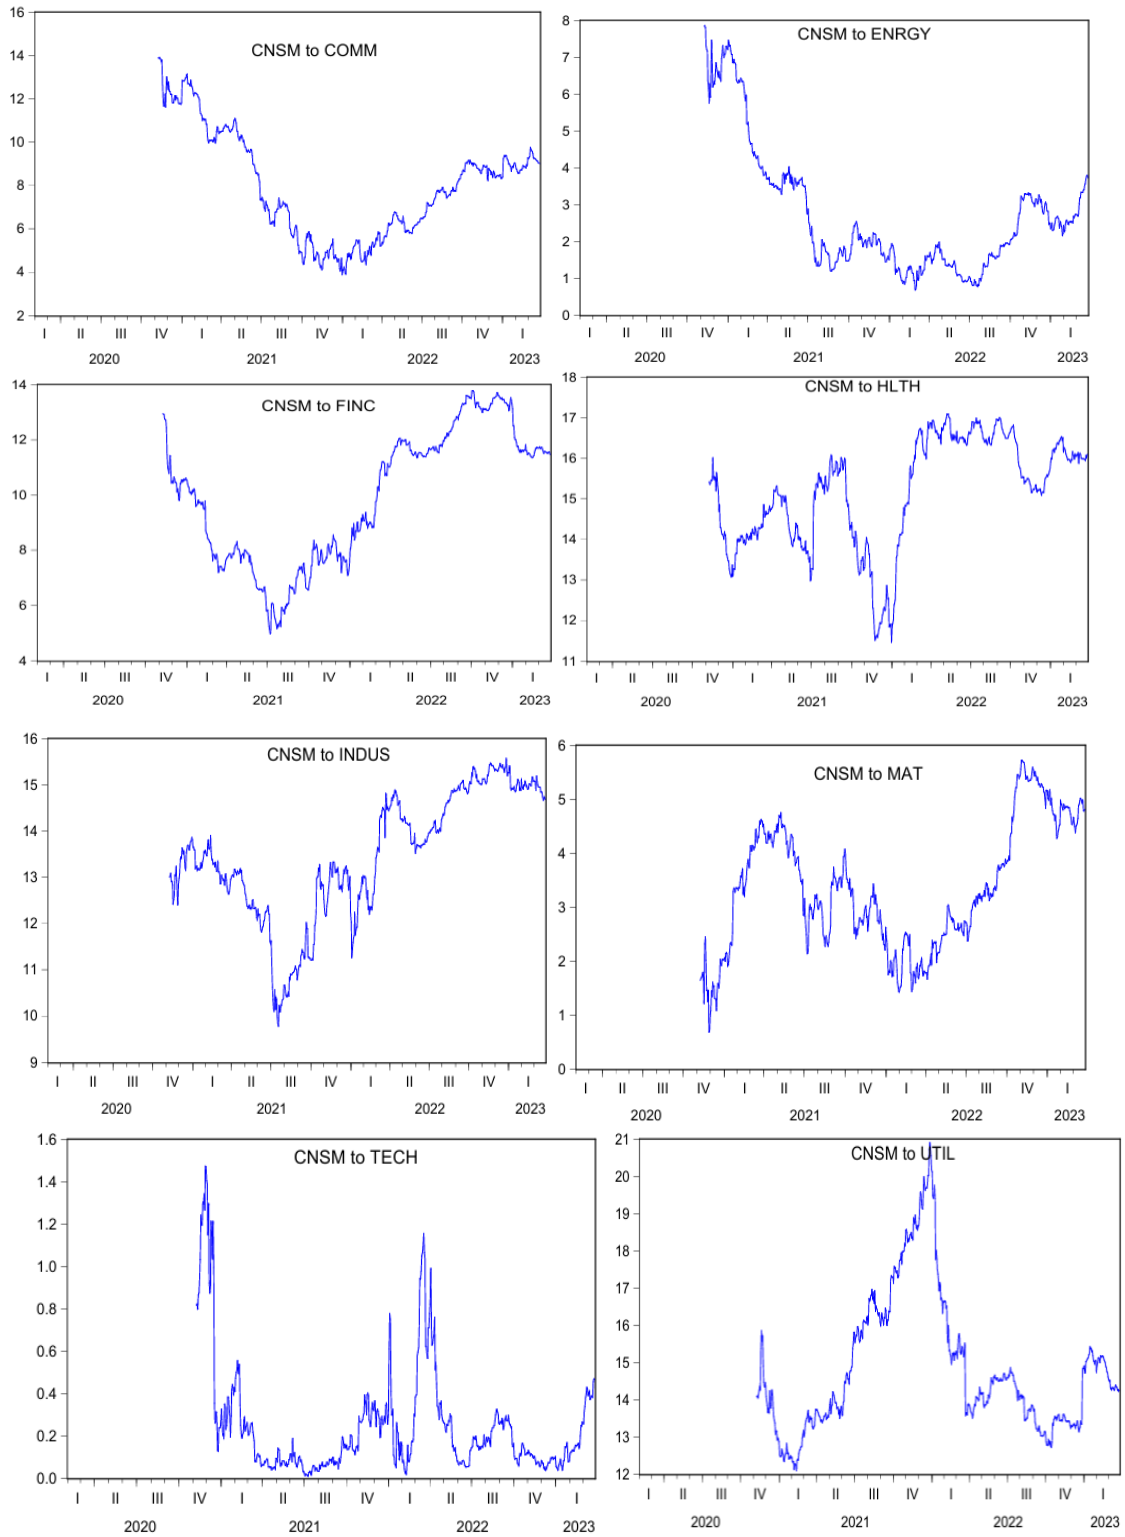 CNSM to COMM
16
14
12
10
8
6
4
2
I II III IV I II III IV I II III IV I
2020 2021 2022 2023
CNSM to ENRGY
8
7
6
5
4
3
2
1
0
I II III IV I II III IV I II III IV I
2020 2021 2022 2023
CNSM to FINC
14
12
10
8
6
4
I II III IV I II III IV I II III IV I
2020 2021 2022 2023
CNSM to HLTH
18
17
16
15
14
13
12
11
I II III IV I II III IV I II III IV I
2020 2021 2022 2023
CNSM to INDUS
16
15
14
13
12
11
10
9
I II III IV I II III IV I II III IV I
2020 2021 2022 2023
CNSM to MAT
6
5
4
3
2
1
0
I II III IV I II III IV I II III IV I
2020 2021 2022 2023
CNSM to TECH
1.6
1.4
1.2
1.0
0.8
0.6
0.4
0.2
0.0
I II III IV I II III IV I II III IV I
2020 2021 2022 2023
CNSM to UTIL
21
20
19
18
17
16
15
14
13
12
I II III IV I II III IV I II III IV I
2020 2021 2022 2023